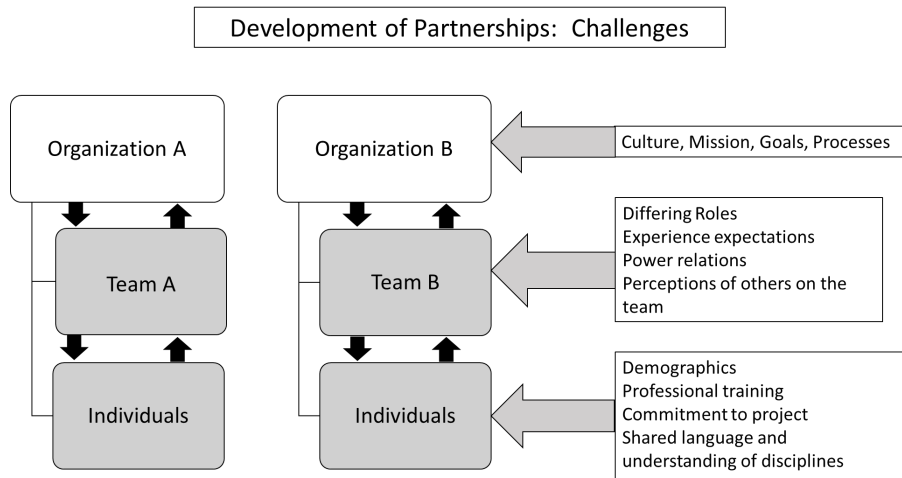 Development of Partnerships: Challenges
Organization A
Organization B
Culture, Mission, Goals, Processes
Team A
Team B
Differing Roles
Experience expectations
Power relations
Perceptions of others on the
team
Individuals
Individuals
Demographics
Professional training
Commitment to project
Shared language and
understanding of disciplines